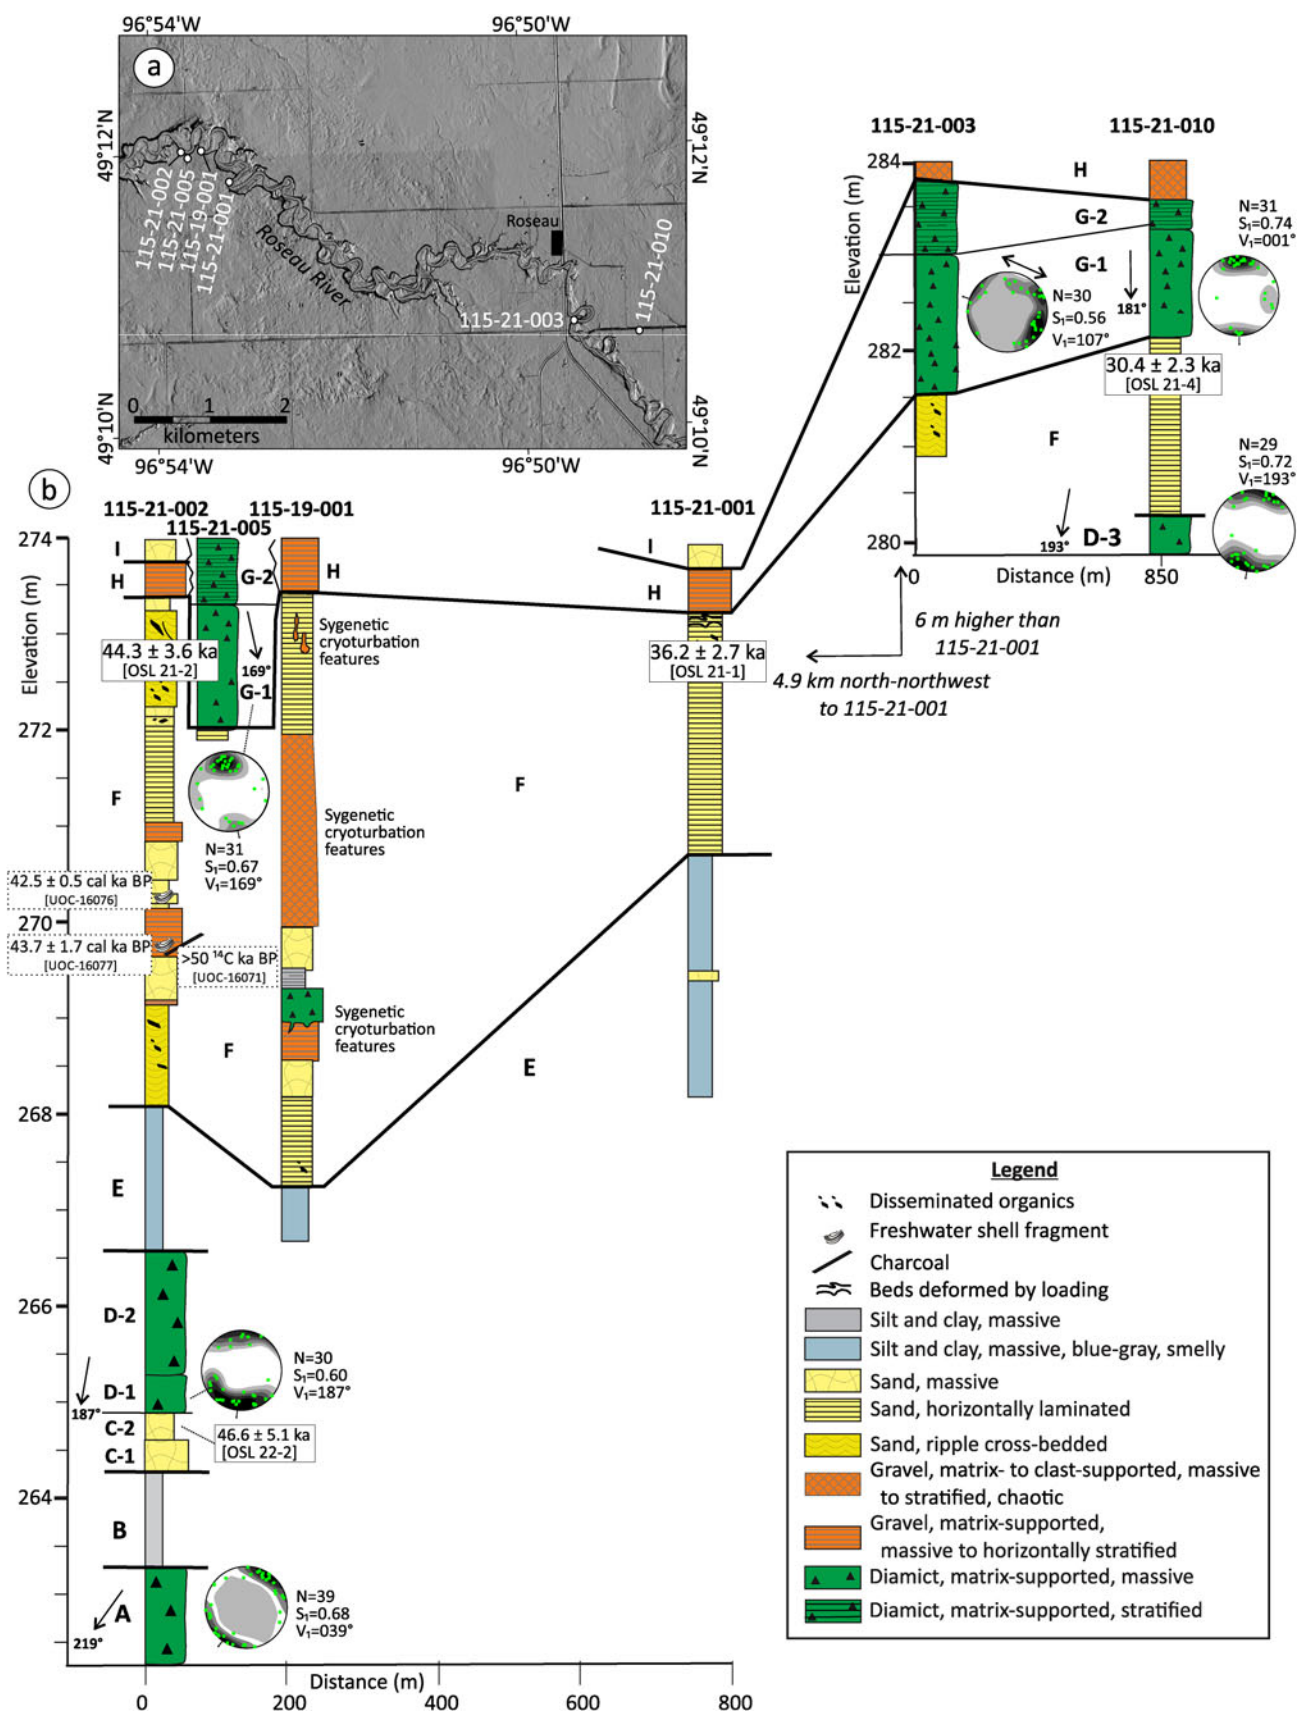 96°54'W
96°50'W
a
49°12'N
49°12'N
115-21-002
115-21-005
115-19-001
115-21-001
Roseau River
Roseau
115-21-003
115-21-010
0 1 2
kilometers
49°10'N
49°10'N
96°54'W
96°50'W
115-21-003
115-21-010
284
282
280
Elevation (m)
H
G-2
G-1
N=31
S₁=0.74
V₁=001°
N=30
S₁=0.56
V₁=107°
181°
30.4 ± 2.3 ka
[OSL 21-4]
F
N=29
S₁=0.72
V₁=193°
193°
D-3
0
Distance (m)
850
6 m higher than
115-21-001
4.9 km north-northwest
to 115-21-001
b
115-21-002
115-21-005
115-19-001
115-21-001
274
272
270
268
266
264
Elevation (m)
I
H
G-2
H
I
H
Sygenetic
cryoturbation
features
44.3 ± 3.6 ka
[OSL 21-2]
169°
G-1
36.2 ± 2.7 ka
[OSL 21-1]
F
F
N=31
S₁=0.67
V₁=169°
Sygenetic
cryoturbation
features
42.5 ± 0.5 cal ka BP
[UOC-16076]
43.7 ± 1.7 cal ka BP
[UOC-16077]
>50 ¹⁴C ka BP
[UOC-16071]
Sygenetic
cryoturbation
features
F
E
E
D-2
D-1
187°
N=30
S₁=0.60
V₁=187°
C-2
C-1
46.6 ± 5.1 ka
[OSL 22-2]
B
A
219°
N=39
S₁=0.68
V₁=039°
Distance (m)
0 200 400 600 800
Legend
Disseminated organics
Freshwater shell fragment
Charcoal
Beds deformed by loading
Silt and clay, massive
Silt and clay, massive, blue-gray, smelly
Sand, massive
Sand, horizontally laminated
Sand, ripple cross-bedded
Gravel, matrix- to clast-supported, massive
to stratified, chaotic
Gravel, matrix-supported,
massive to horizontally stratified
Diamict, matrix-supported, massive
Diamict, matrix-supported, stratified